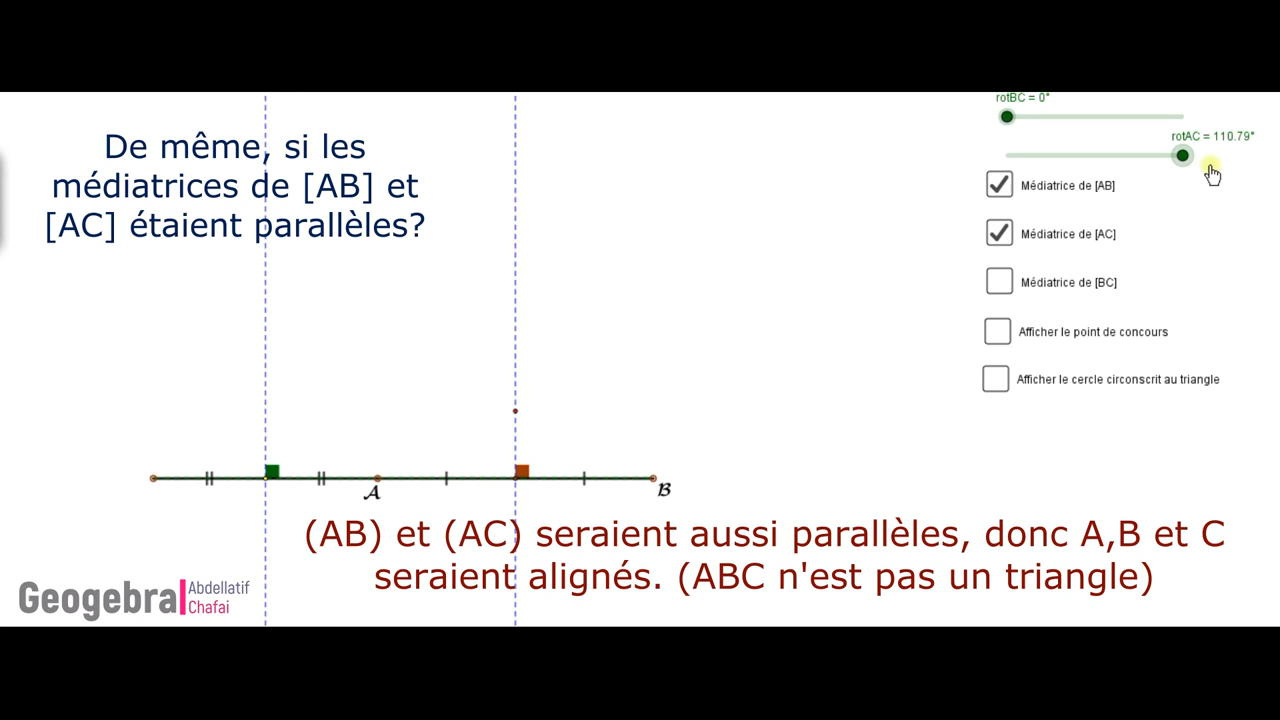 De même, si les
médiatrices de [AB] et
[AC] étaient parallèles?
rotBC = 0°
rotAC = 110.79°
Médiatrice de [AB]
Médiatrice de [AC]
Médiatrice de [BC]
Afficher le point de concours
Afficher le cercle circonscrit au triangle
A
B
(AB) et (AC) seraient aussi parallèles, donc A,B et C
seraient alignés. (ABC n'est pas un triangle)
Geogebra
Abdellatif
Chafai